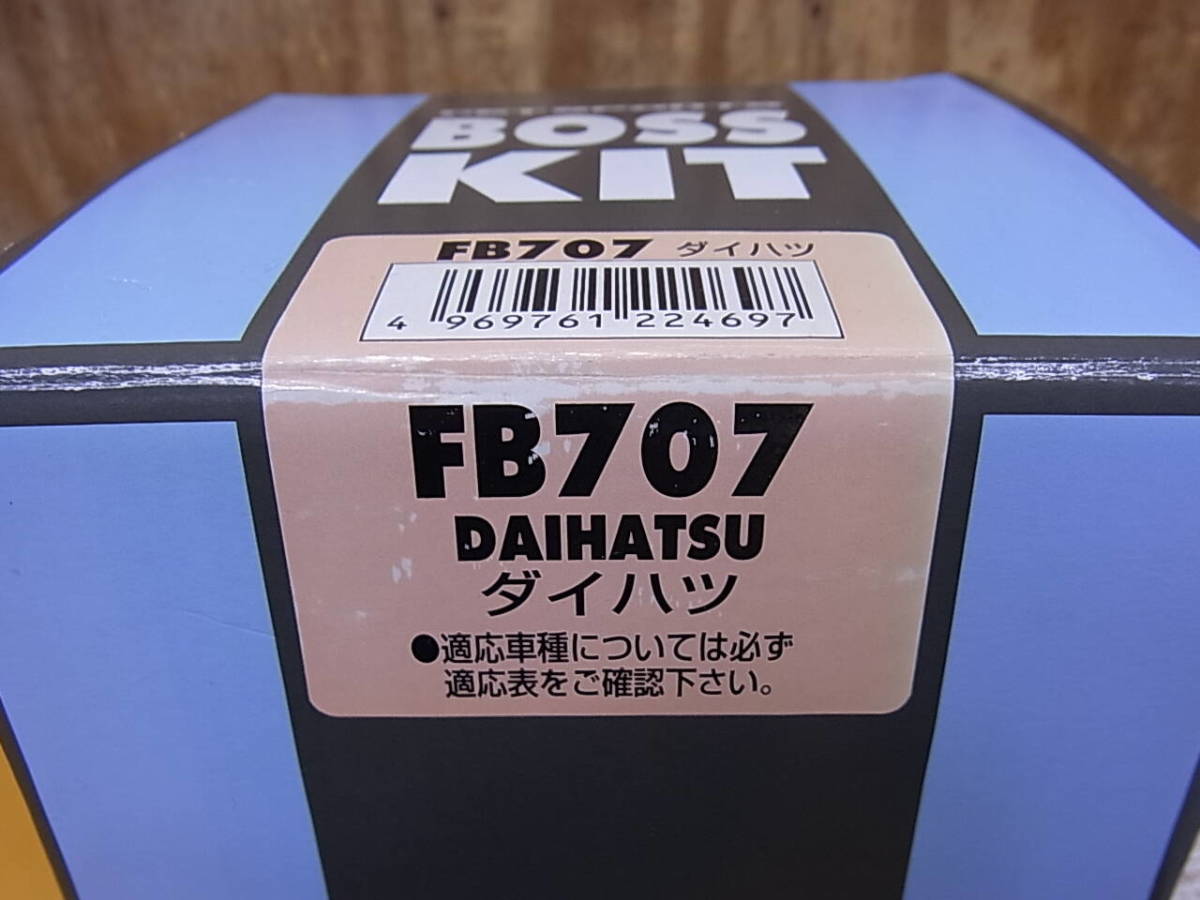 BOSS
KIT
FB707 ダイハツ
4 969761 224697
FB707
DAIHATSU
ダイハツ
●適応車種については必ず
適応表をご確認下さい。